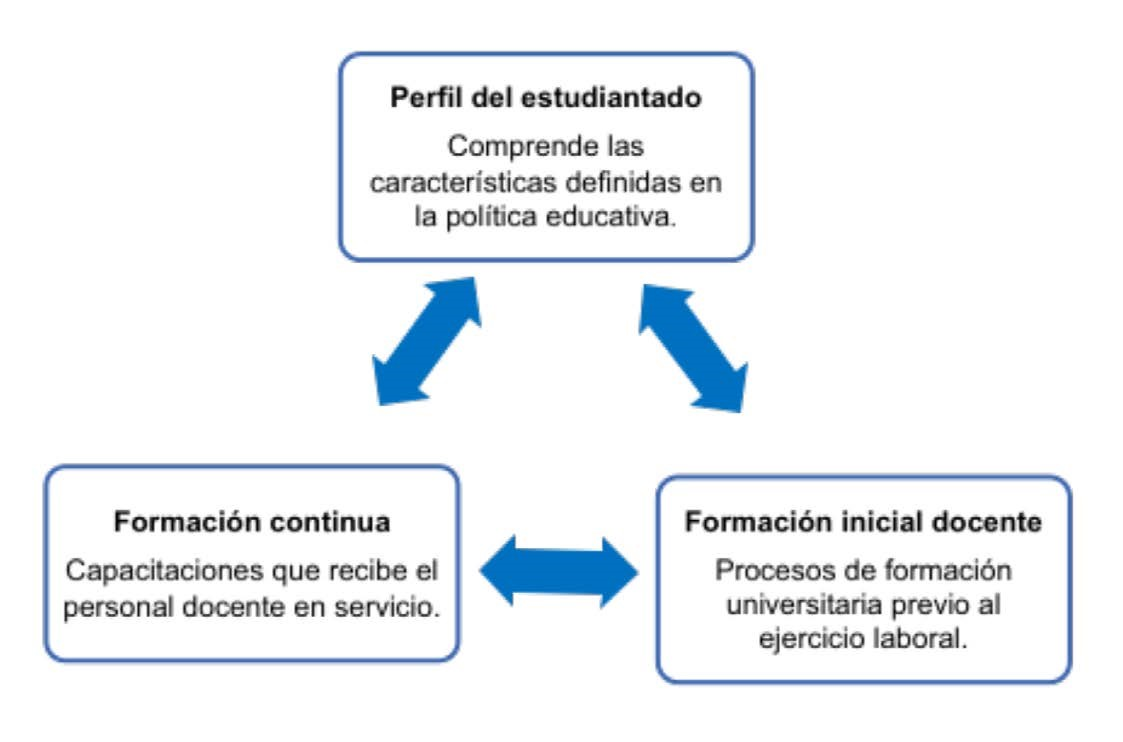 Perfil del estudiantado
Comprende las
características definidas en
la política educativa.
Formación continua
Capacitaciones que recibe el
personal docente en servicio.
Formación inicial docente
Procesos de formación
universitaria previo al
ejercicio laboral.